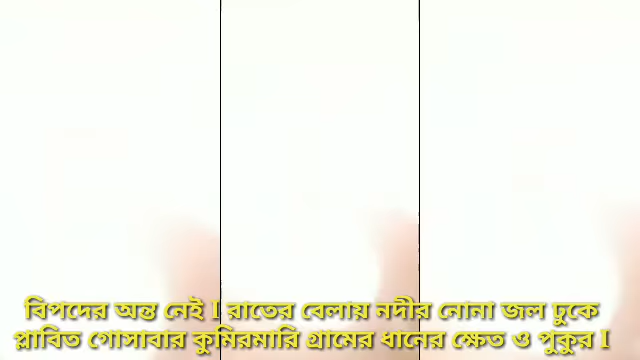 বিপদের অন্ত নেই I রাতের বেলায় নদীর নোনা জল ঢুকে
প্লাবিত গোসাবার কুমিরমারি গ্রামের ধানের ক্ষেত ও পুকুর I